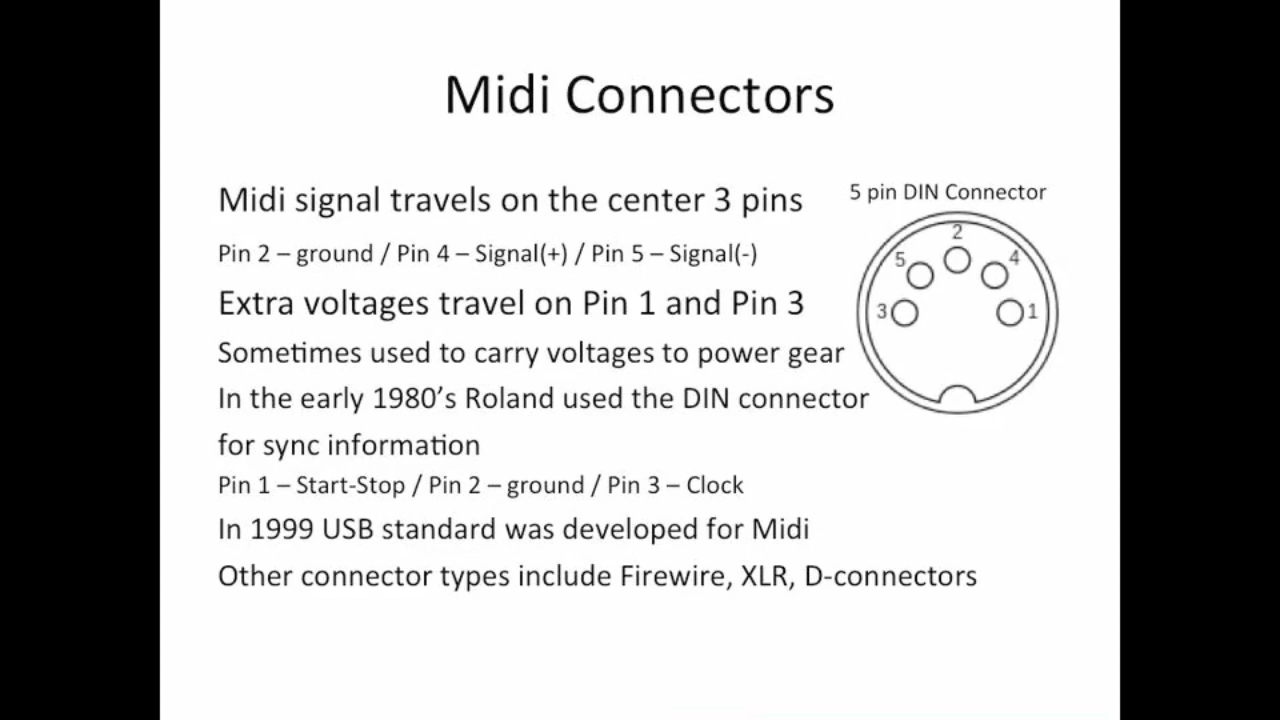 Midi Connectors
Midi signal travels on the center 3 pins
Pin 2 – ground / Pin 4 – Signal(+) / Pin 5 – Signal(-)
Extra voltages travel on Pin 1 and Pin 3
Sometimes used to carry voltages to power gear
In the early 1980’s Roland used the DIN connector
for sync information
Pin 1 – Start-Stop / Pin 2 – ground / Pin 3 – Clock
In 1999 USB standard was developed for Midi
Other connector types include Firewire, XLR, D-connectors
5 pin DIN Connector
2
5 4
3 1